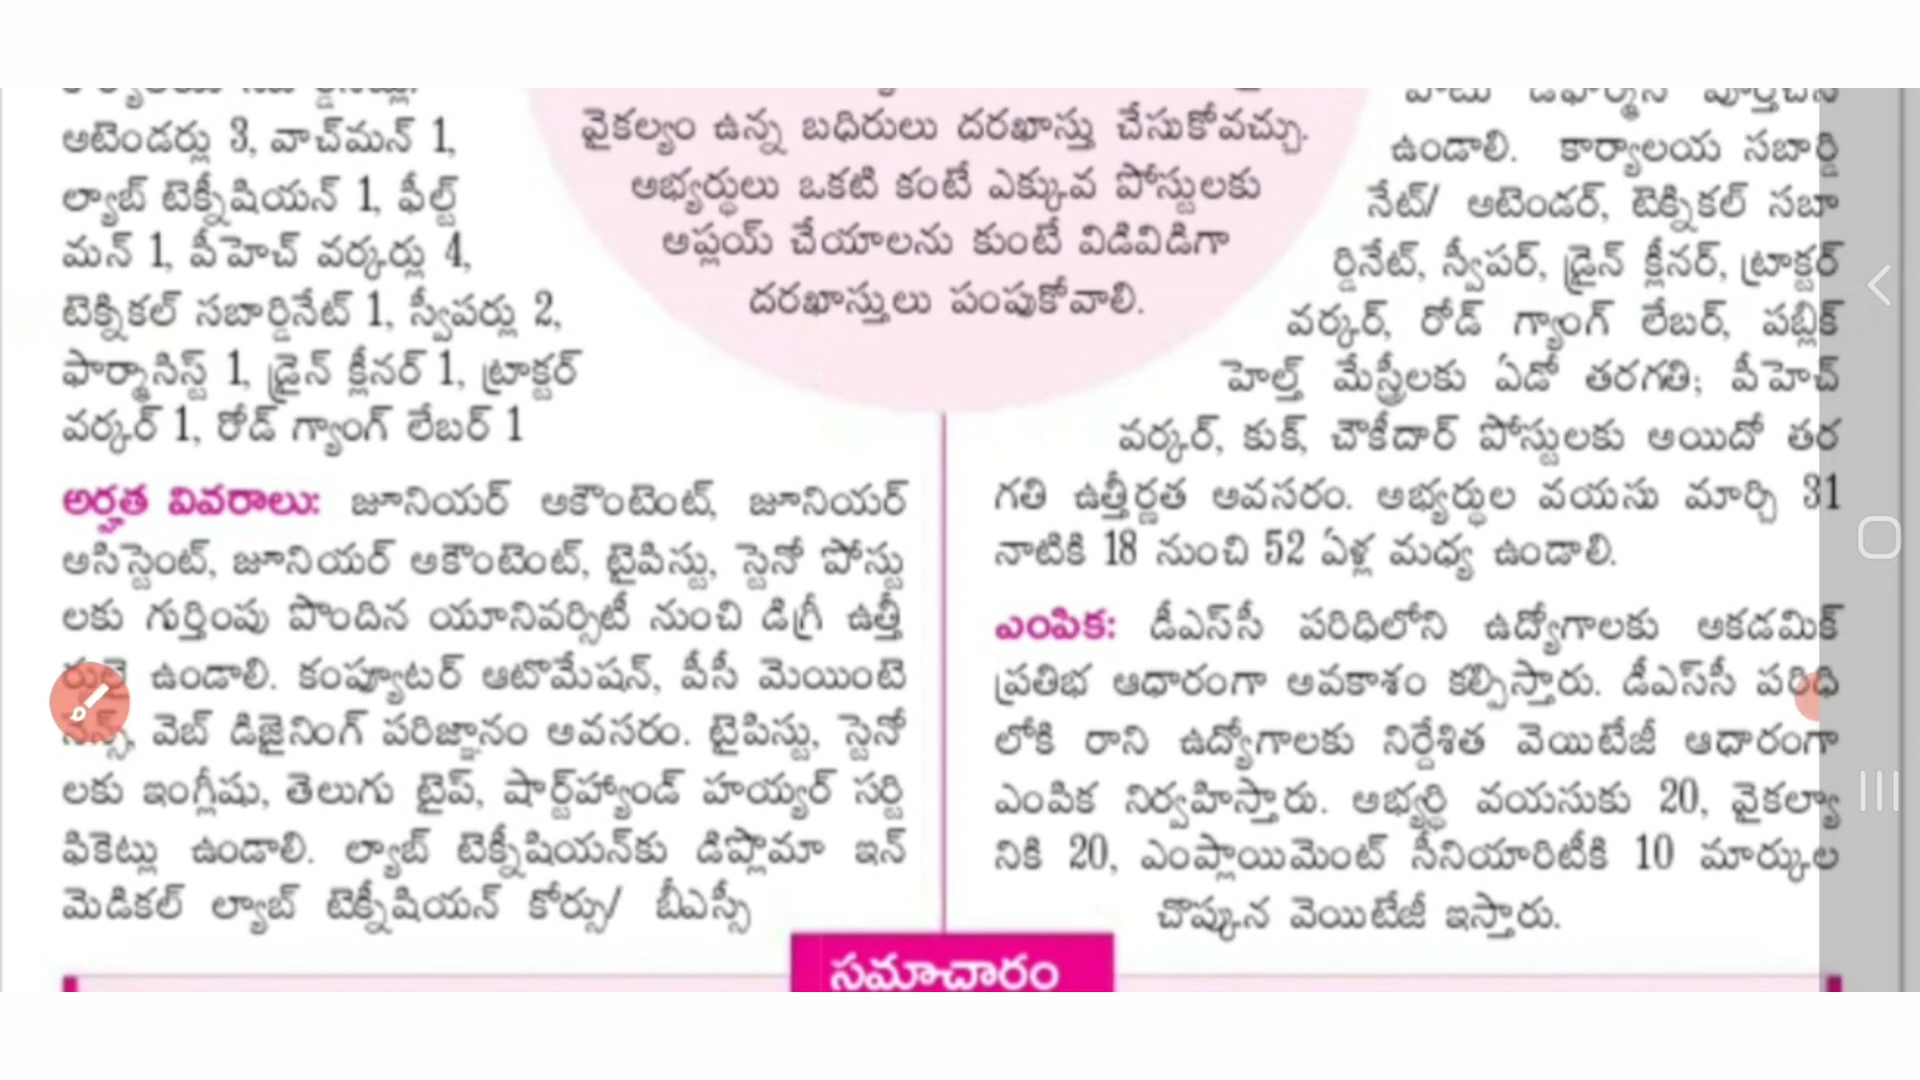 ఆటెండర్లు 3, వాచ్‌మన్ 1,
ల్యాబ్ టెక్నీషియన్ 1, ఫీల్డ్
మన్ 1, పీహెచ్ వర్కర్లు 4,
టెక్నికల్ సబార్డినేట్ 1, స్వీపర్లు 2,
ఫార్మాసిస్ట్ 1, డ్రైన్ క్లీనర్ 1, ట్రాక్టర్
వర్కర్ 1, రోడ్ గ్యాంగ్ లేబర్ 1
అర్హత వివరాలు: జూనియర్ ఆకౌంటెంట్, జూనియర్
అసిస్టెంట్, జూనియర్ ఆకౌంటెంట్, టైపిస్టు, స్టెనో పోస్టు
లకు గుర్తింపు పొందిన యూనివర్సిటీ నుంచి డిగ్రీ ఉత్తీ
ర్ణులై ఉండాలి. కంప్యూటర్ ఆటోమేషన్, పీసీ మెయింటె
నన్స్, వెబ్ డిజైనింగ్ పరిజ్ఞానం అవసరం. టైపిస్టు, స్టెనో
లకు ఇంగ్లీషు, తెలుగు టైప్, షార్ట్‌హ్యాండ్ హయ్యర్ సర్టి
ఫికెట్లు ఉండాలి. ల్యాబ్ టెక్నీషియన్‌కు డిప్లొమా ఇన్
మెడికల్ ల్యాబ్ టెక్నీషియన్ కోర్సు/ బీఎస్సీ
వైకల్యం ఉన్న బధిరులు దరఖాస్తు చేసుకోవచ్చు.
అభ్యర్థులు ఒకటి కంటే ఎక్కువ పోస్టులకు
అప్లయ్ చేయాలను కుంటే విడివిడిగా
దరఖాస్తులు పంపుకోవాలి.
ఉండాలి. కార్యాలయ సబార్డి
నేట్/ ఆటెండర్, టెక్నికల్ సబా
ర్డినేట్, స్వీపర్, డ్రైన్ క్లీనర్, ట్రాక్టర్
వర్కర్, రోడ్ గ్యాంగ్ లేబర్, పబ్లిక్
హెల్త్ మేస్త్రీలకు ఏడో తరగతి; పీహెచ్
వర్కర్, కుక్, చౌకీదార్ పోస్టులకు అయిదో తర
గతి ఉత్తీర్ణత అవసరం. అభ్యర్థుల వయసు మార్చి 31
నాటికి 18 నుంచి 52 ఏళ్ల మధ్య ఉండాలి.
ఎంపిక: డీఎస్‌సీ పరిధిలోని ఉద్యోగాలకు అకడమిక్
ప్రతిభ ఆధారంగా అవకాశం కల్పిస్తారు. డీఎస్‌సీ పరిధి
లోకి రాని ఉద్యోగాలకు నిర్దేశిత వెయిటేజీ ఆధారంగా
ఎంపిక నిర్వహిస్తారు. అభ్యర్థి వయసుకు 20, వైకల్యా
నికి 20, ఎంప్లాయిమెంట్ సీనియారిటీకి 10 మార్కుల
చొప్పున వెయిటేజీ ఇస్తారు.
సమాచారం